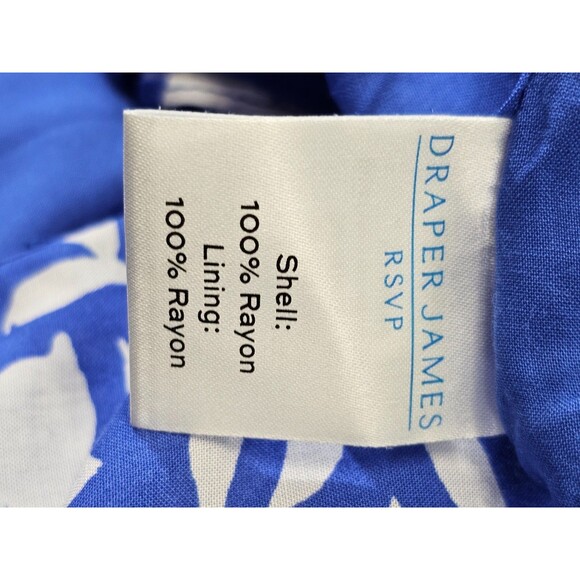 DRAPER JAMES
RSVP
Shell:
100% Rayon
Lining:
100% Rayon